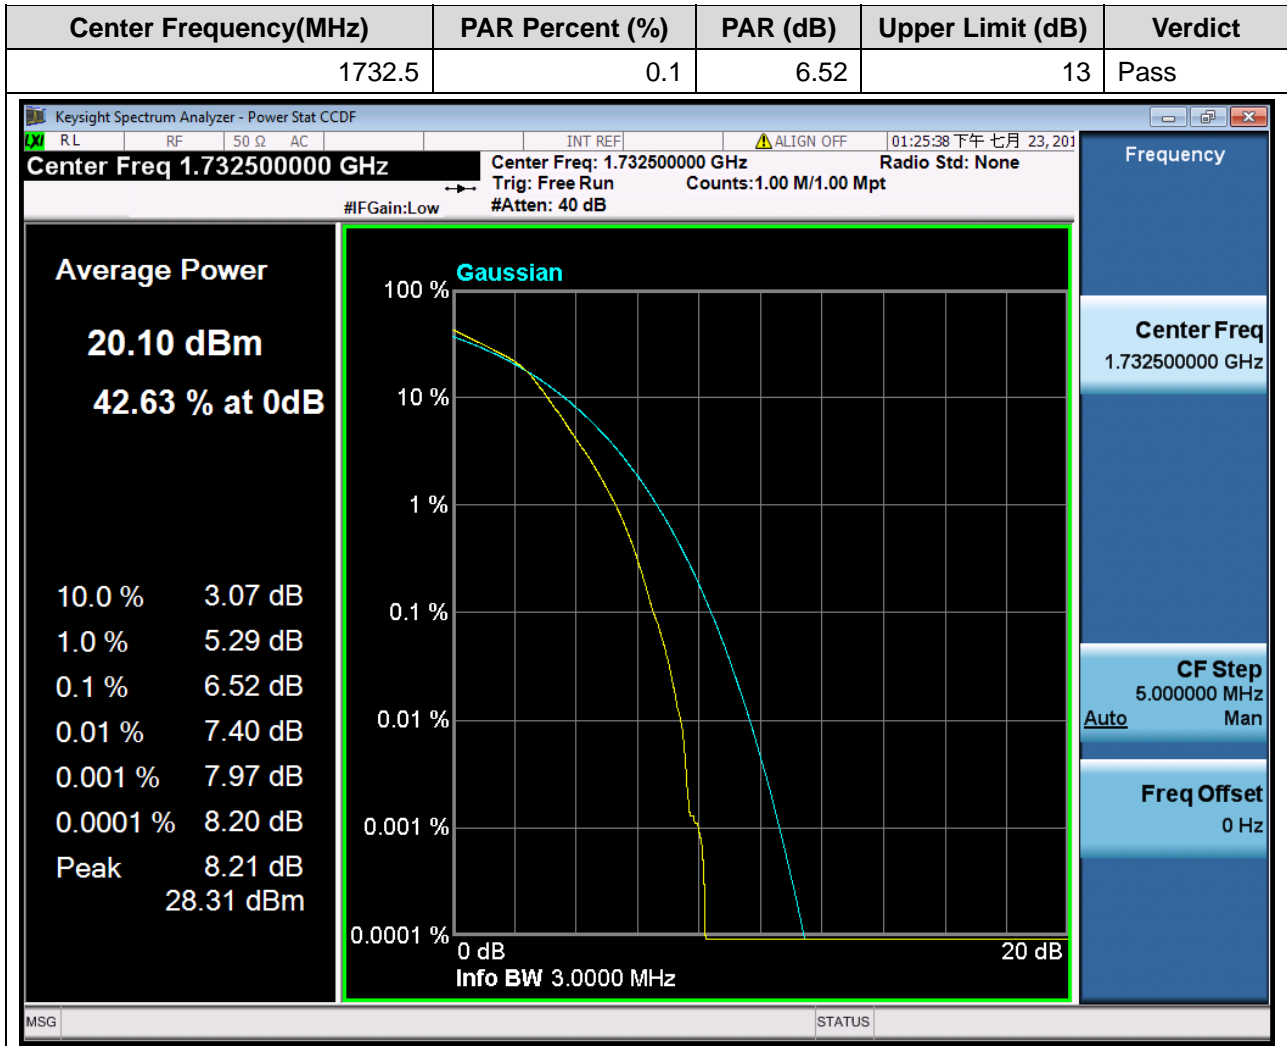 Center Frequency(MHz) PAR Percent (%) PAR (dB) Upper Limit (dB) Verdict
1732.5 0.1 6.52 13 Pass
Keysight Spectrum Analyzer - Power Stat CCDF
LXI RL RF 50 Ω AC INT REF ALIGN OFF 01:25:38 下午 七月 23, 201
Center Freq 1.732500000 GHz
#IFGain:Low
Center Freq: 1.732500000 GHz Radio Std: None
Trig: Free Run Counts:1.00 M/1.00 Mpt
#Atten: 40 dB
Average Power
20.10 dBm
42.63 % at 0dB
10.0 % 3.07 dB
1.0 % 5.29 dB
0.1 % 6.52 dB
0.01 % 7.40 dB
0.001 % 7.97 dB
0.0001 % 8.20 dB
Peak 8.21 dB
28.31 dBm
Gaussian
100 %
10 %
1 %
0.1 %
0.01 %
0.001 %
0.0001 %
0 dB 20 dB
Info BW 3.0000 MHz
Frequency
Center Freq
1.732500000 GHz
CF Step
5.000000 MHz
Auto Man
Freq Offset
0 Hz
MSG STATUS